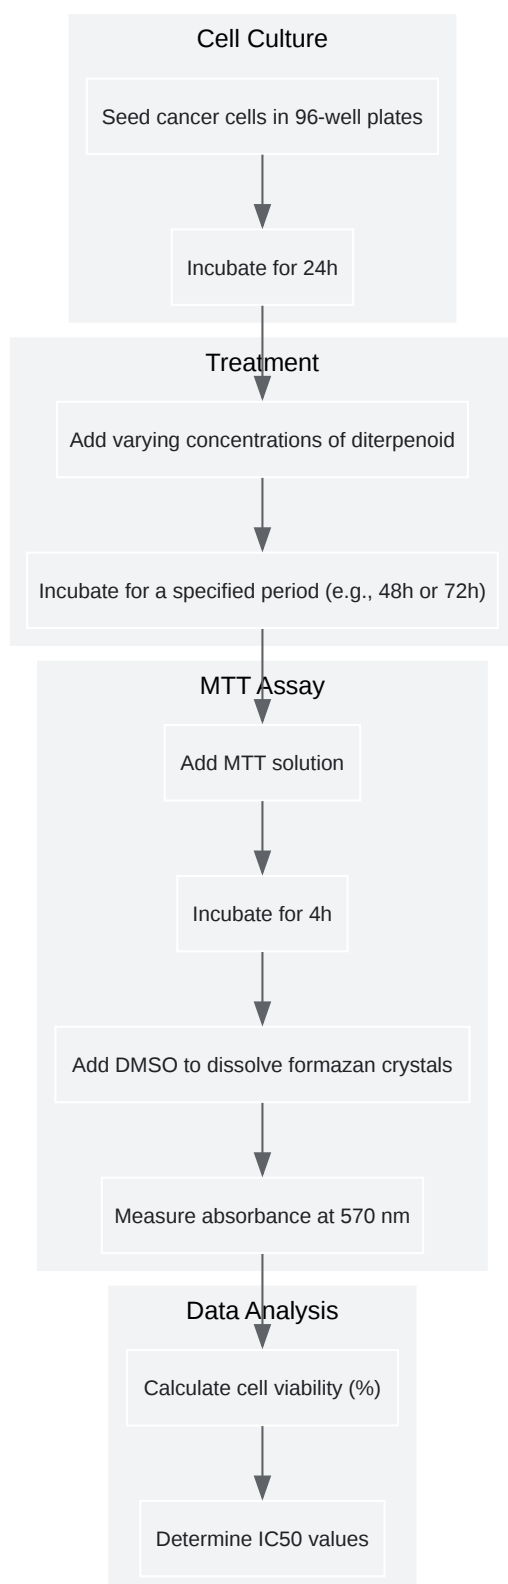 Cell Culture
Seed cancer cells in 96-well plates
Incubate for 24h
Treatment
Add varying concentrations of diterpenoid
Incubate for a specified period (e.g., 48h or 72h)
MTT Assay
Add MTT solution
Incubate for 4h
Add DMSO to dissolve formazan crystals
Measure absorbance at 570 nm
Data Analysis
Calculate cell viability (%)
Determine IC50 values